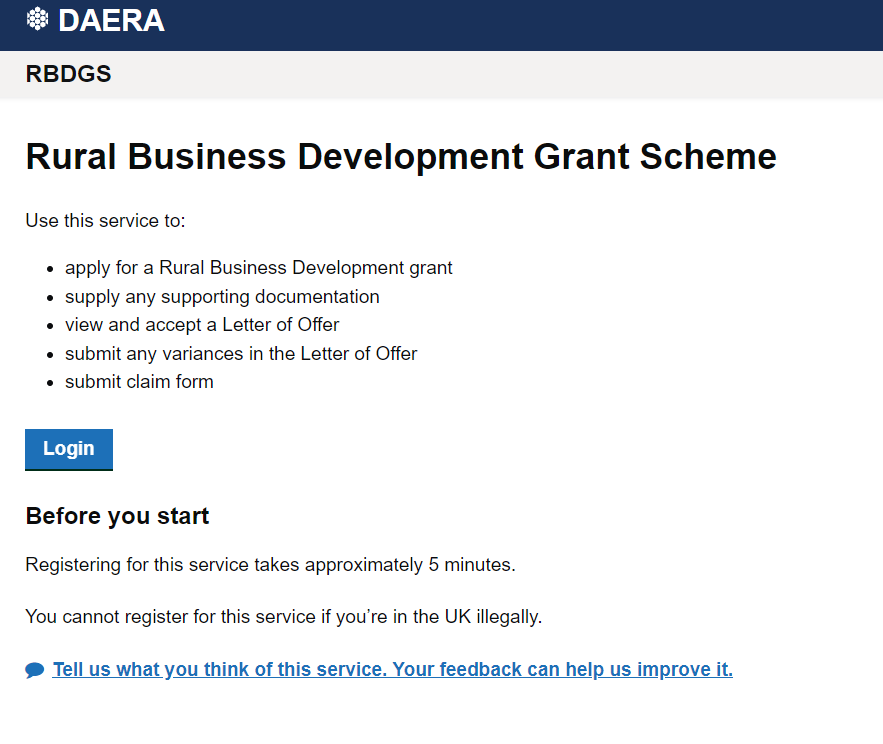 DAERA
RBDGS
Rural Business Development Grant Scheme
Use this service to:
apply for a Rural Business Development grant
supply any supporting documentation
view and accept a Letter of Offer
submit any variances in the Letter of Offer
submit claim form
Login
Before you start
Registering for this service takes approximately 5 minutes.
You cannot register for this service if you’re in the UK illegally.
Tell us what you think of this service. Your feedback can help us improve it.